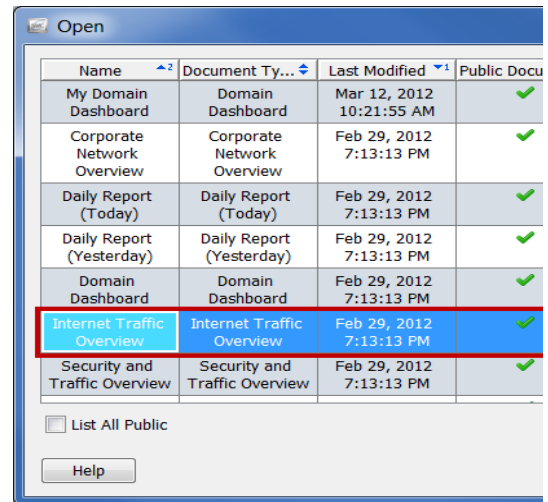 Open
Name 2 Document Ty... Last Modified 1 Public Docu
My Domain Domain Mar 12, 2012
Dashboard Dashboard 10:21:55 AM
Corporate Corporate Feb 29, 2012
Network Network 7:13:13 PM
Overview Overview
Daily Report Daily Report Feb 29, 2012
(Today) (Today) 7:13:13 PM
Daily Report Daily Report Feb 29, 2012
(Yesterday) (Yesterday) 7:13:13 PM
Domain Domain Feb 29, 2012
Dashboard Dashboard 7:13:13 PM
Internet Traffic Internet Traffic Feb 29, 2012
Overview Overview 7:13:13 PM
Security and Security and Feb 29, 2012
Traffic Overview Traffic Overview 7:13:13 PM
List All Public
Help